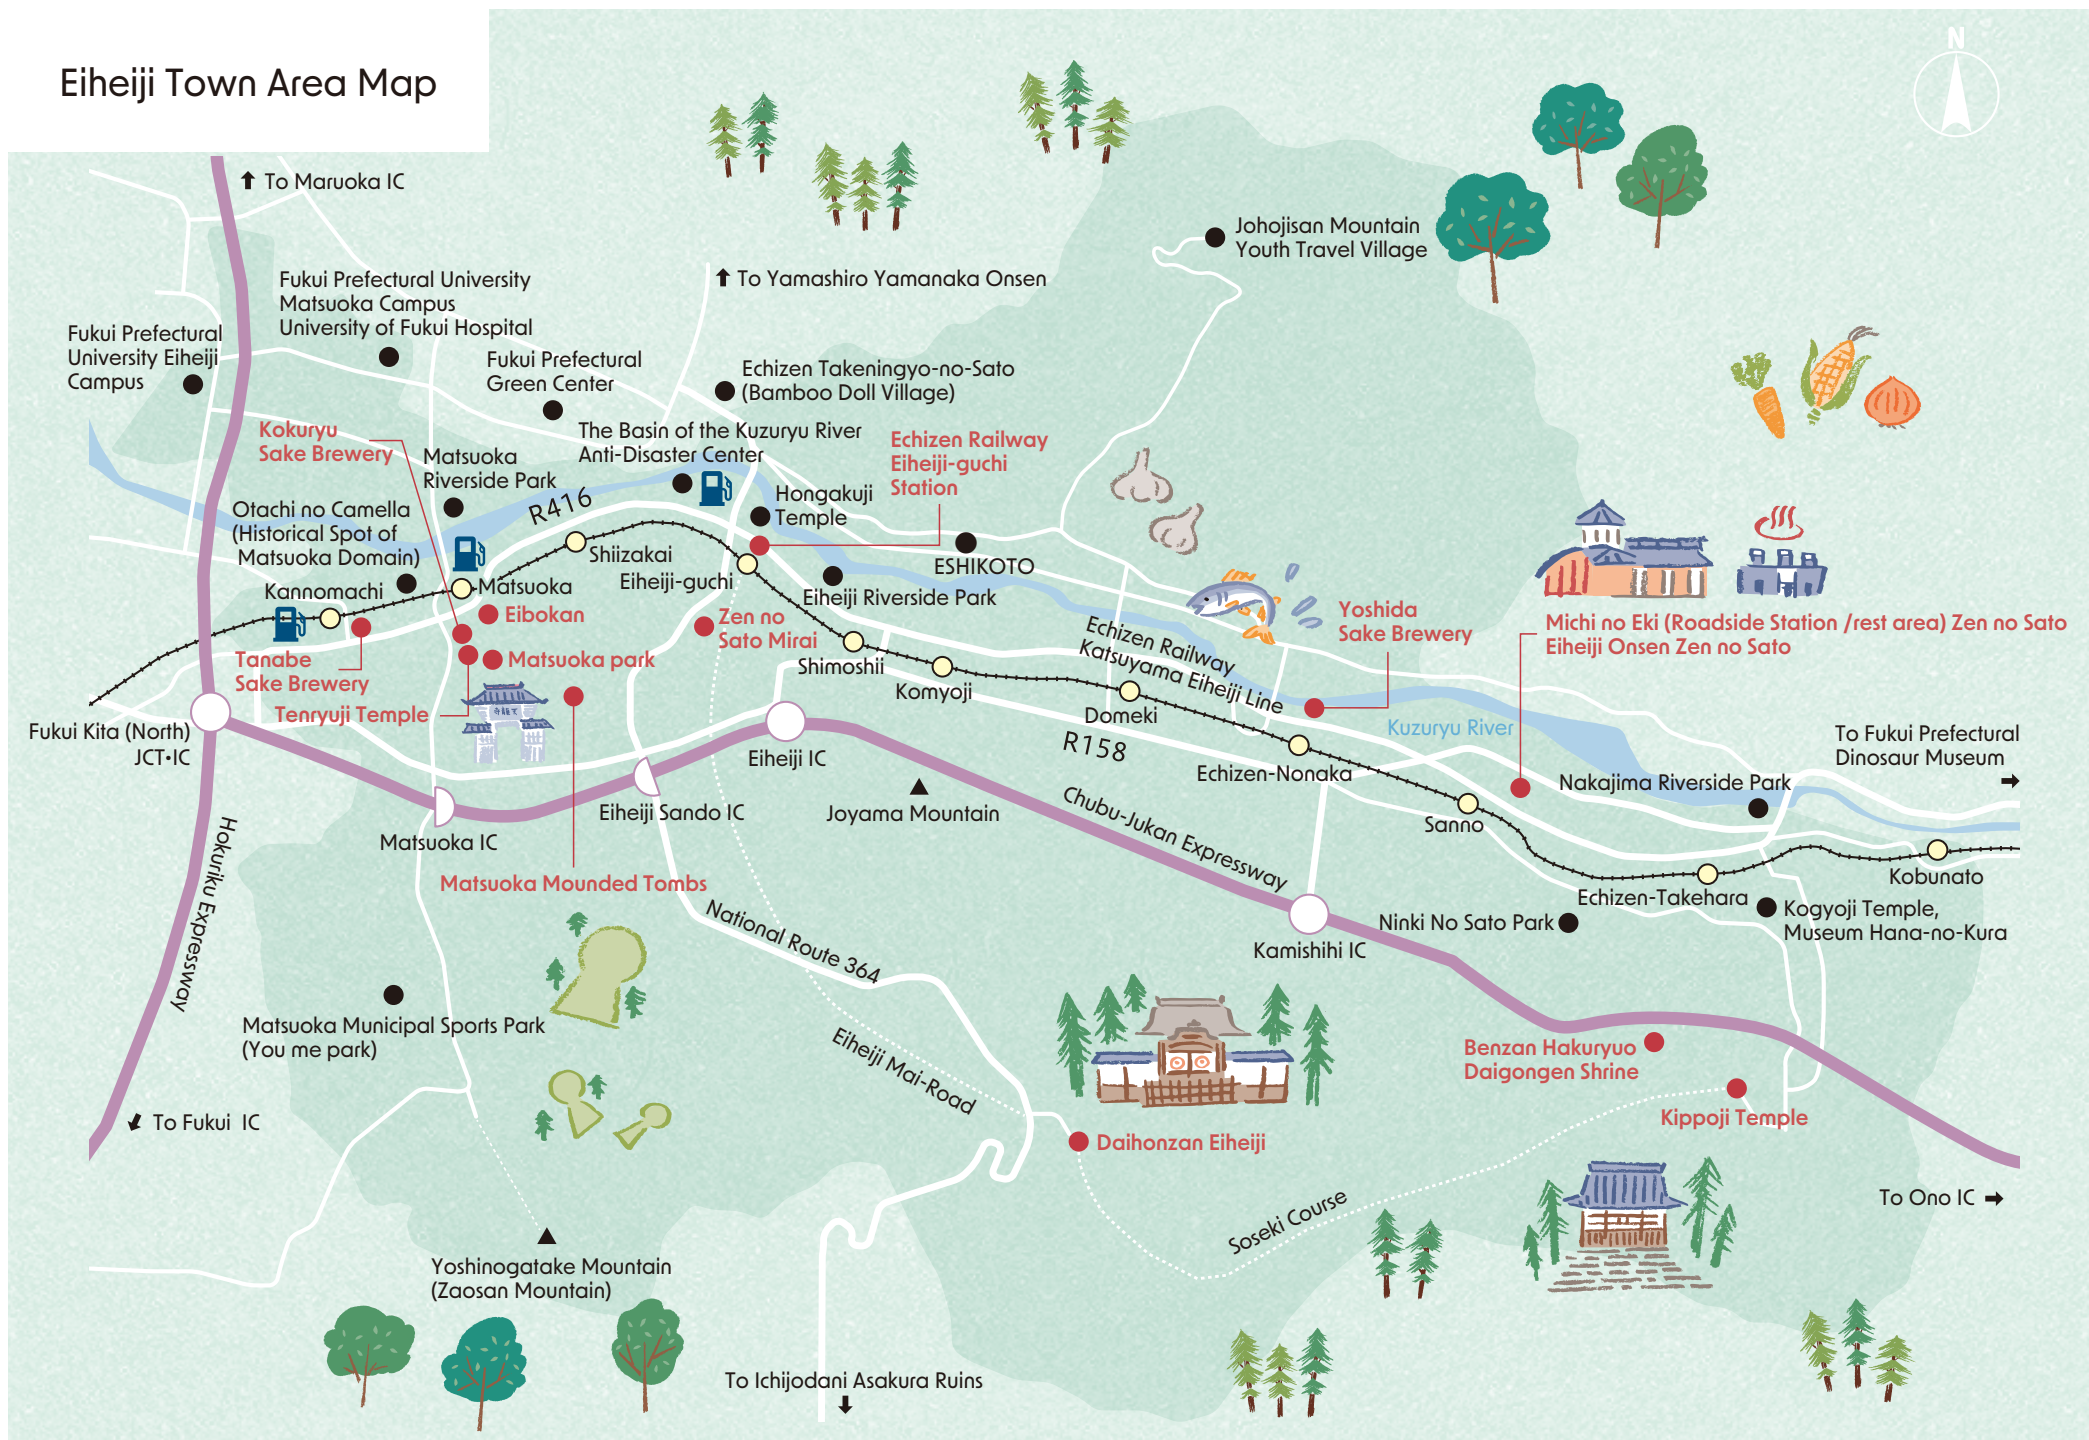 Eiheiji Town Area Map
N
To Maruoka IC
Johojisan Mountain
Youth Travel Village
To Yamashiro Yamanaka Onsen
Fukui Prefectural University
Matsuoka Campus
University of Fukui Hospital
Fukui Prefectural
University Eiheiji
Campus
Fukui Prefectural
Green Center
Echizen Takeningyo-no-Sato
(Bamboo Doll Village)
The Basin of the Kuzuryu River
Anti-Disaster Center
Kokuryu
Sake Brewery
Matsuoka
Riverside Park
Echizen Railway
Eiheiji-guchi
Station
R416
Hongakuji
Temple
Otachi no Camella
(Historical Spot of
Matsuoka Domain)
Shiizakai
Eiheiji-guchi
ESHIKOTO
Kannomachi
Matsuoka
Eiheiji Riverside Park
Eibokan
Zen no
Sato Mirai
Echizen Railway
Katsuyama Eiheiji Line
Yoshida
Sake Brewery
Michi no Eki (Roadside Station /rest area) Zen no Sato
Eiheiji Onsen Zen no Sato
Tanabe
Sake Brewery
Matsuoka park
Shimoshii
Komyoji
Domeki
Tenryuji Temple
Kuzuryu River
Fukui Kita (North)
JCT•IC
Eiheiji IC
R158
Echizen-Nonaka
To Fukui Prefectural
Dinosaur Museum
Nakajima Riverside Park
Eiheiji Sando IC
Joyama Mountain
Chubu-Jukan Expressway
Sanno
Matsuoka IC
Hokuriku Expressway
Matsuoka Mounded Tombs
Echizen-Takehara
Kobunato
National Route 364
Ninki No Sato Park
Kogyoji Temple,
Museum Hana-no-Kura
Kamishihi IC
Matsuoka Municipal Sports Park
(You me park)
Eiheiji Mai-Road
Benzan Hakuryuo
Daigongen Shrine
Kippoji Temple
To Fukui  IC
Daihonzan Eiheiji
Soseki Course
To Ono IC
Yoshinogatake Mountain
(Zaosan Mountain)
To Ichijodani Asakura Ruins